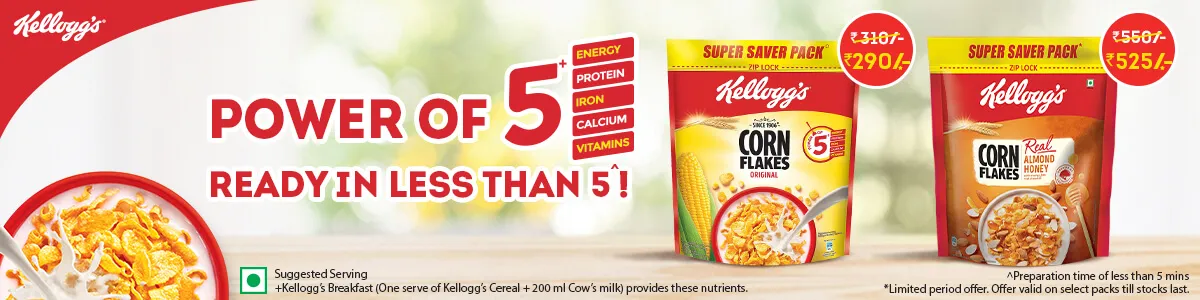 Kellogg's
POWER OF 5+
ENERGY
PROTEIN
IRON
CALCIUM
VITAMINS
READY IN LESS THAN 5^!
SUPER SAVER PACK^
ZIP LOCK
Kellogg's
SINCE 1906
CORN
FLAKES
ORIGINAL
5
₹310/-
₹290/-*
SUPER SAVER PACK^
ZIP LOCK
Kellogg's
CORN
FLAKES
Real
ALMOND
HONEY
₹550/-
₹525/-*
Suggested Serving
+Kellogg's Breakfast (One serve of Kellogg's Cereal + 200 ml Cow's milk) provides these nutrients.
^Preparation time of less than 5 mins
*Limited period offer. Offer valid on select packs till stocks last.